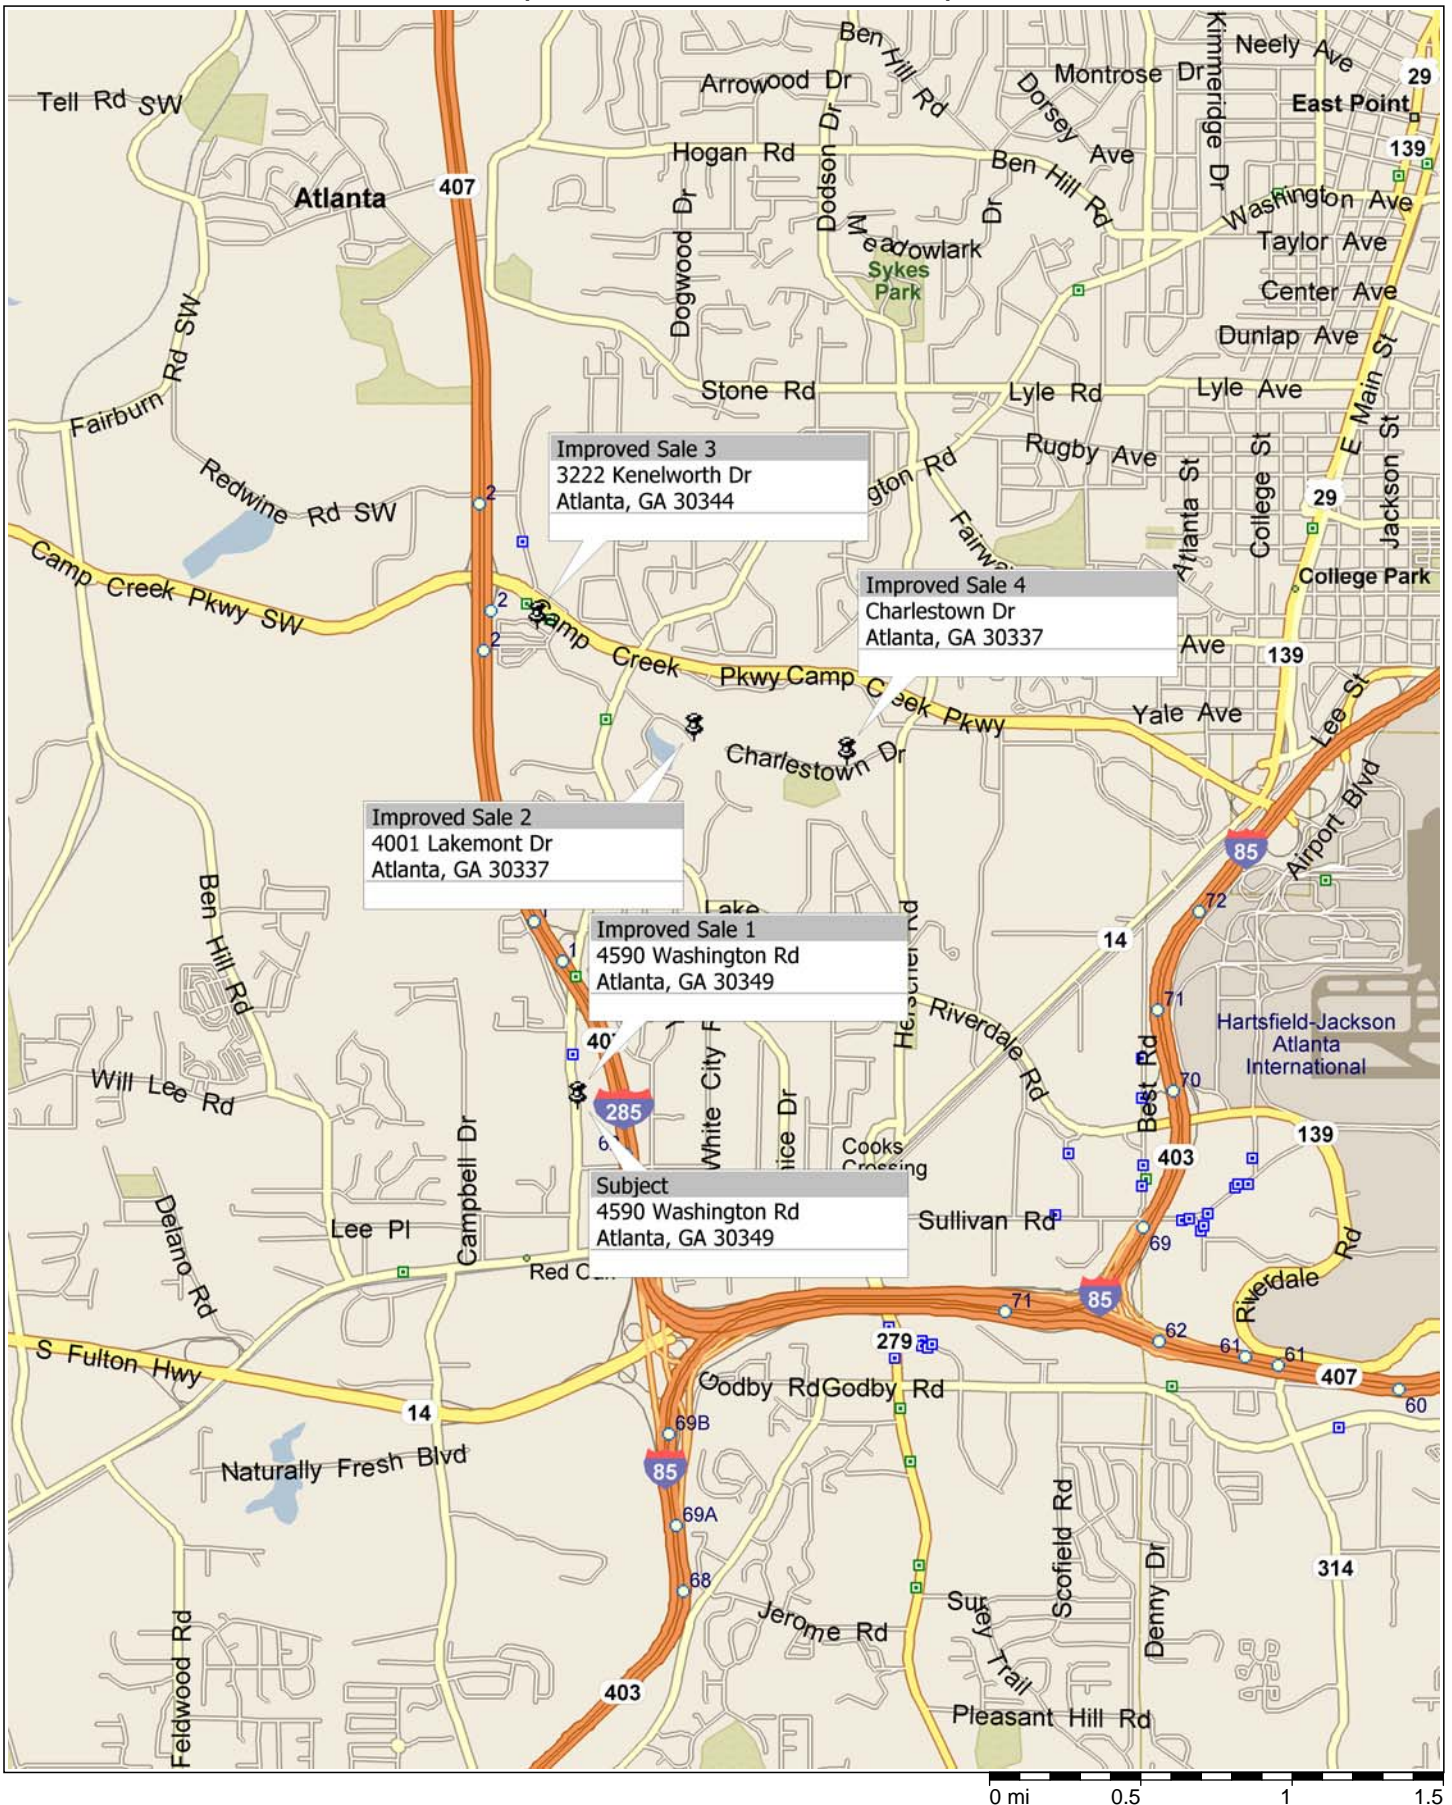 Ben Hill Rd
Neely Ave
Kimmeridge Dr
Arrowood Dr
Montrose Dr
29
Tell Rd SW
Dorsey Ave
East Point
Dodson Dr
Hogan Rd
Ben Hill Rd
139
Atlanta
407
Dogwood Dr
Meadowlark Dr
Washington Ave
Taylor Ave
Sykes
Park
Center Ave
Dunlap Ave
Fairburn Rd SW
Stone Rd
Lyle Rd
Lyle Ave
E Main St
Improved Sale 3
3222 Kenelworth Dr
Atlanta, GA 30344
Rugby Ave
Atlanta St
College St
Jackson St
Redwine Rd SW
2
gton Rd
29
Camp Creek Pkwy SW
College Park
Improved Sale 4
Charlestown Dr
Atlanta, GA 30337
2
2
Camp Creek Pkwy
Camp Creek Pkwy
Ave
139
Yale Ave
Lee St
Charlestown Dr
Airport Blvd
Improved Sale 2
4001 Lakemont Dr
Atlanta, GA 30337
85
Ben Hill Rd
Lake
72
Improved Sale 1
4590 Washington Rd
Atlanta, GA 30349
1
14
Riverdale Rd
71
Hartsfield-Jackson
Atlanta
International
Best Rd
70
Will Lee Rd
285
White City
139
Cooks
Crossing
403
Campbell Dr
Subject
4590 Washington Rd
Atlanta, GA 30349
Delano Rd
Lee Pl
Sullivan Rd
69
Red
Riverdale Rd
71
85
62
61
61
279
407
60
S Fulton Hwy
Godby Rd
Godby Rd
14
69B
Naturally Fresh Blvd
85
69A
Scofield Rd
Denny Dr
314
68
Surrey Trail
Jerome Rd
Feldwood Rd
403
Pleasant Hill Rd
0 mi 0.5 1 1.5